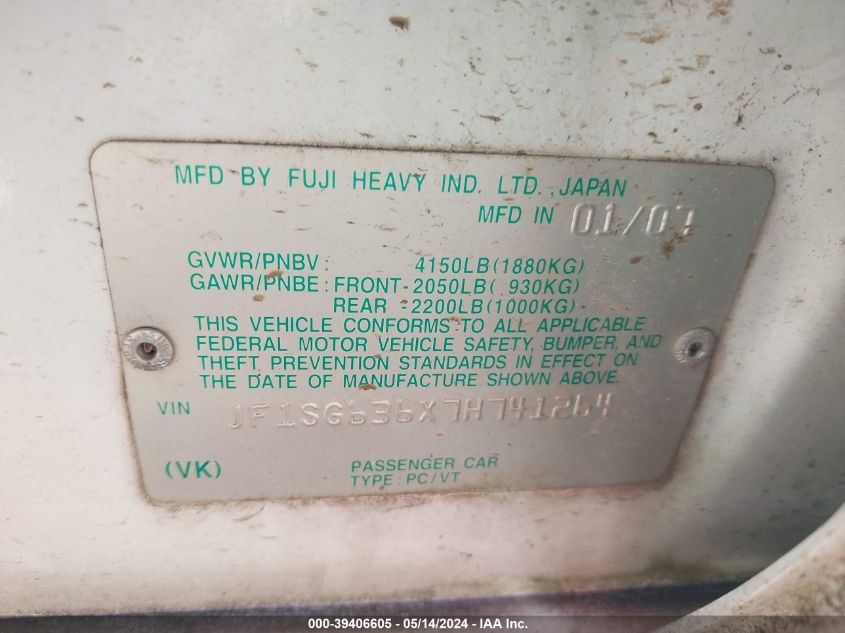 MFD BY FUJI HEAVY IND. LTD. JAPAN
MFD IN 01/07
GVWR/PNBV: 4150LB(1880KG)
GAWR/PNBE: FRONT-2050LB( 930KG)
REAR -2200LB(1000KG)
THIS VEHICLE CONFORMS TO ALL APPLICABLE
FEDERAL MOTOR VEHICLE SAFETY, BUMPER, AND
THEFT PREVENTION STANDARDS IN EFFECT ON
THE DATE OF MANUFACTURE SHOWN ABOVE.
VIN JF1SG636X7H741264
(VK) PASSENGER CAR
TYPE: PC/VT
000-39406605 - 05/14/2024 - IAA Inc.